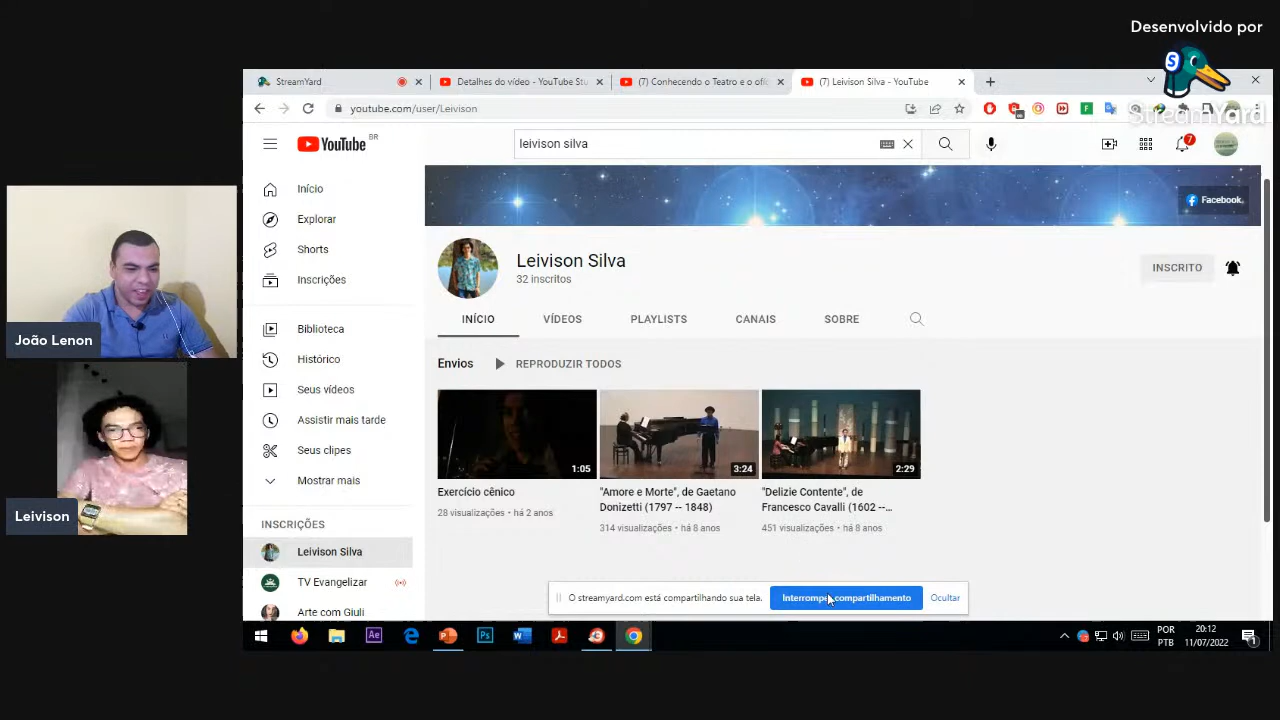 Desenvolvido por
StreamYard
StreamYard
Detalhes do vídeo - YouTube Stu
(7) Conhecendo o Teatro e o ofíc
(7) Leivison Silva - YouTube
youtube.com/user/Leivison
YouTube BR
leivison silva
7
Início
Explorar
Shorts
Inscrições
Biblioteca
Histórico
Seus vídeos
Assistir mais tarde
Seus clipes
Mostrar mais
INSCRIÇÕES
Leivison Silva
TV Evangelizar
Arte com Giuli
Facebook
Leivison Silva
32 inscritos
INSCRITO
INÍCIO
VÍDEOS
PLAYLISTS
CANAIS
SOBRE
Envios
REPRODUZIR TODOS
1:05
3:24
2:29
Exercício cênico
28 visualizações • há 2 anos
"Amore e Morte", de Gaetano
Donizetti (1797 -- 1848)
314 visualizações • há 8 anos
"Delizie Contente", de
Francesco Cavalli (1602 --...
451 visualizações • há 8 anos
O streamyard.com está compartilhando sua tela.
Interromper compartilhamento
Ocultar
João Lenon
Leivison
POR
PTB
20:12
11/07/2022
1